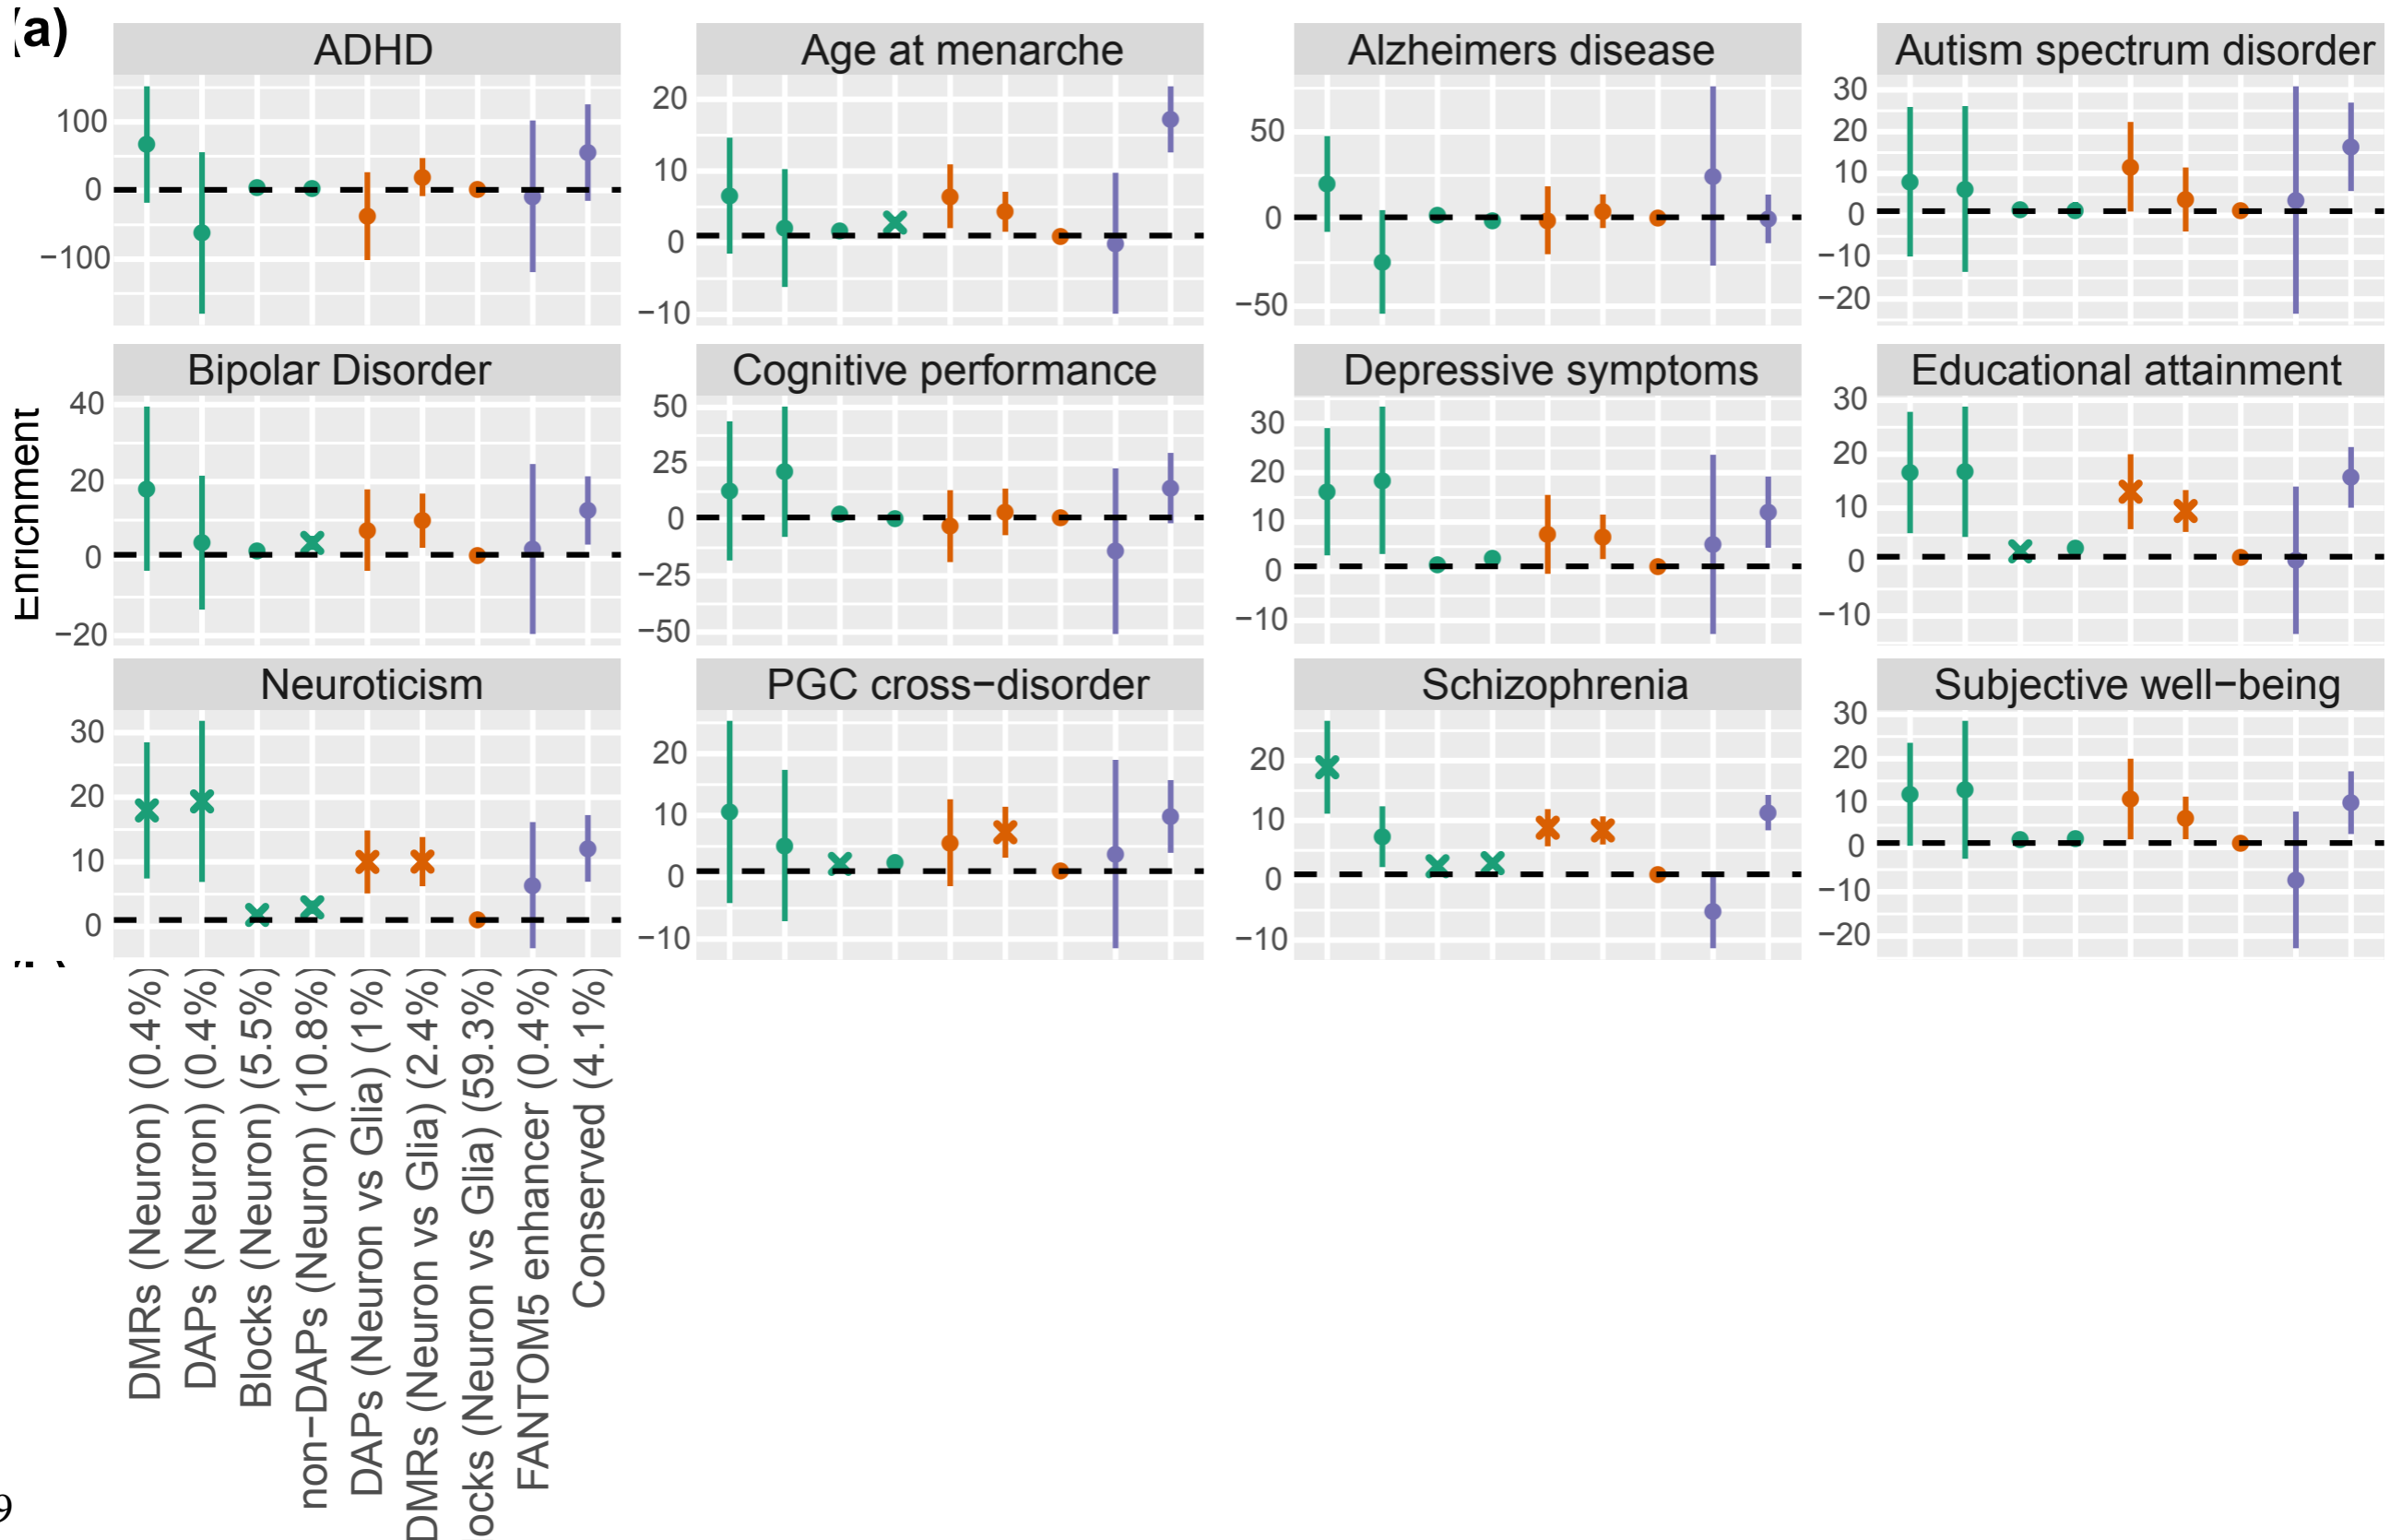 (a)
ADHD
Age at menarche
Alzheimers disease
Autism spectrum disorder
100
0
−100
20
10
0
−10
50
0
−50
30
20
10
0
−10
−20
Enrichment
Bipolar Disorder
Cognitive performance
Depressive symptoms
Educational attainment
40
20
0
−20
50
25
0
−25
−50
30
20
10
0
−10
30
20
10
0
−10
Neuroticism
PGC cross−disorder
Schizophrenia
Subjective well−being
30
20
10
0
20
10
0
−10
20
10
0
−10
30
20
10
0
−10
−20
DMRs (Neuron) (0.4%)
DAPs (Neuron) (0.4%)
Blocks (Neuron) (5.5%)
non−DAPs (Neuron) (10.8%)
DAPs (Neuron vs Glia) (1%)
DMRs (Neuron vs Glia) (2.4%)
ocks (Neuron vs Glia) (59.3%)
FANTOM5 enhancer (0.4%)
Conserved (4.1%)
9